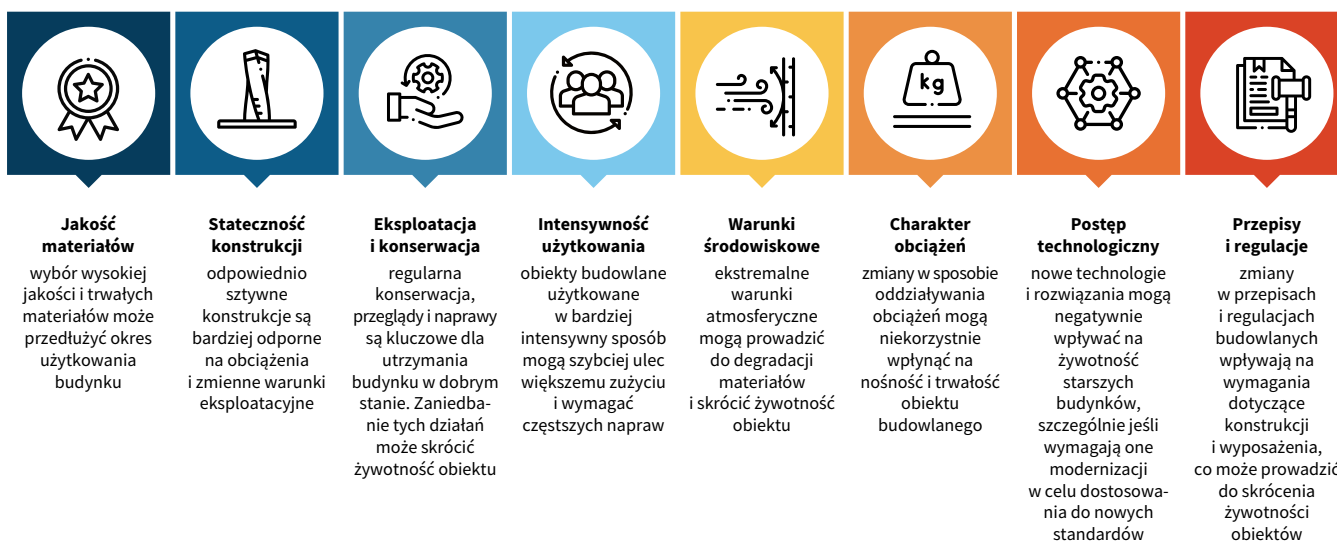 kg
Jakość
materiałów
wybór wysokiej
jakości i trwałych
materiałów może
przedłużyć okres
użytkowania
budynku
Stateczność
konstrukcji
odpowiednio
sztywne
konstrukcje są
bardziej odporne
na obciążenia
i zmienne warunki
eksploatacyjne
Eksploatacja
i konserwacja
regularna
konserwacja,
przeglądy i naprawy
są kluczowe dla
utrzymania
budynku w dobrym
stanie. Zaniedba-
nie tych działań
może skrócić
żywotność obiektu
Intensywność
użytkowania
obiekty budowlane
użytkowane
w bardziej
intensywny sposób
mogą szybciej ulec
większemu zużyciu
i wymagać
częstszych napraw
Warunki
środowiskowe
ekstremalne
warunki
atmosferyczne
mogą prowadzić
do degradacji
materiałów
i skrócić żywotność
obiektu
Charakter
obciążeń
zmiany w sposobie
oddziaływania
obciążeń mogą
niekorzystnie
wpłynąć na
nośność i trwałość
obiektu
budowlanego
Postęp
technologiczny
nowe technologie
i rozwiązania mogą
negatywnie
wpływać na
żywotność
starszych
budynków,
szczególnie jeśli
wymagają one
modernizacji
w celu dostosowa-
nia do nowych
standardów
Przepisy
i regulacje
zmiany
w przepisach
i regulacjach
budowlanych
wpływają na
wymagania
dotyczące
konstrukcji
i wyposażenia,
co może prowadzić
do skrócenia
żywotności
obiektów